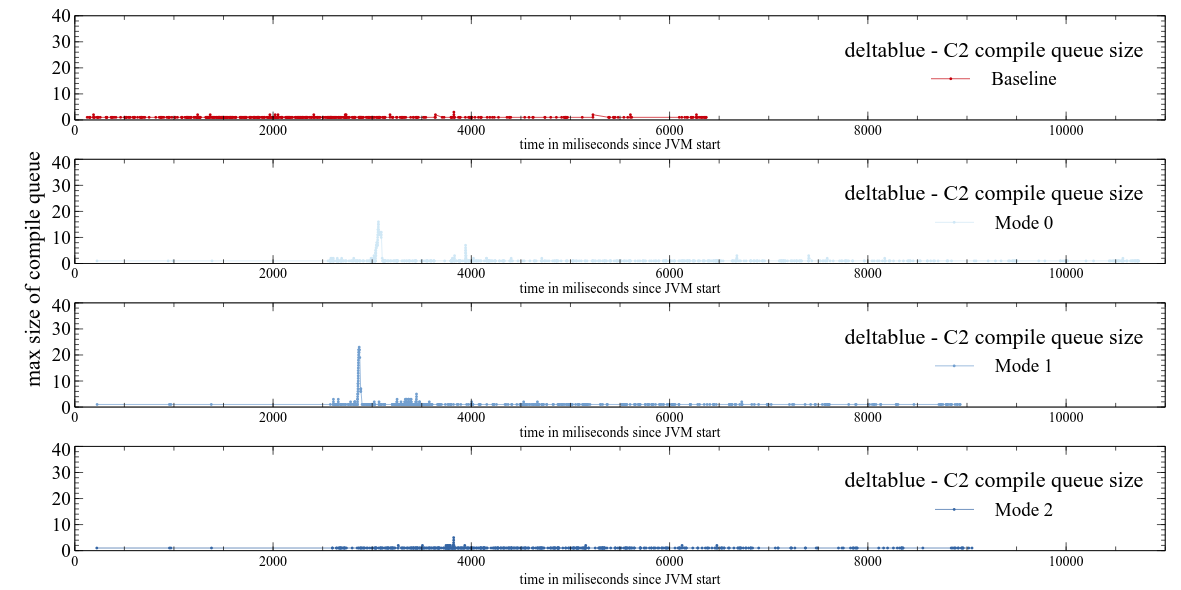 max size of compile queue
40
30
20
10
0
deltablue - C2 compile queue size
Baseline
0 2000 4000 6000 8000 10000
time in miliseconds since JVM start
40
30
20
10
0
deltablue - C2 compile queue size
Mode 0
0 2000 4000 6000 8000 10000
time in miliseconds since JVM start
40
30
20
10
0
deltablue - C2 compile queue size
Mode 1
0 2000 4000 6000 8000 10000
time in miliseconds since JVM start
40
30
20
10
0
deltablue - C2 compile queue size
Mode 2
0 2000 4000 6000 8000 10000
time in miliseconds since JVM start